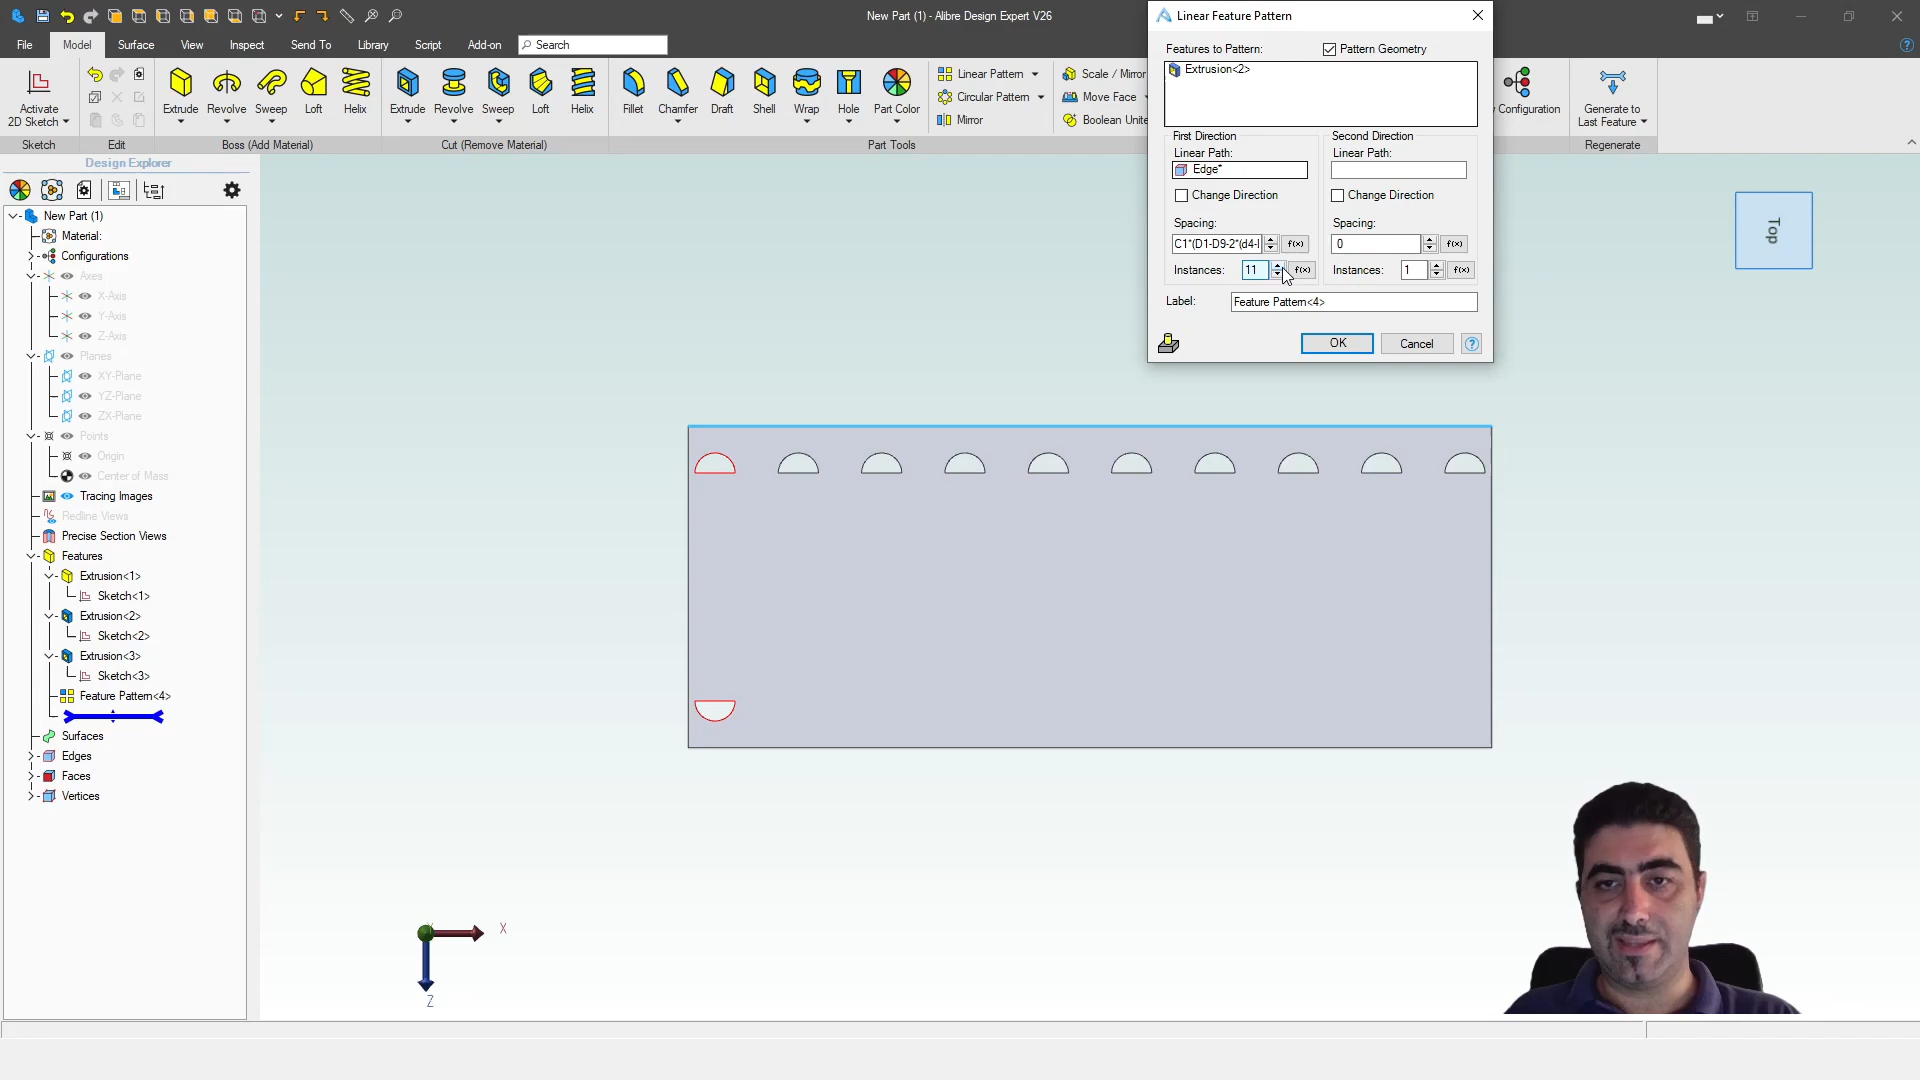 New Part (1) - Alibre Design Expert V26
File
Model
Surface
View
Inspect
Send To
Library
Script
Add-on
Search
Activate
2D Sketch
Sketch
Edit
Extrude
Revolve
Sweep
Loft
Helix
Boss (Add Material)
Extrude
Revolve
Sweep
Loft
Helix
Cut (Remove Material)
Fillet
Chamfer
Draft
Shell
Wrap
Hole
Part Color
Linear Pattern
Circular Pattern
Mirror
Scale / Mirror
Move Face
Boolean Unite
Part Tools
Configuration
Generate to
Last Feature
Regenerate
Design Explorer
New Part (1)
Material:
Configurations
Axes
X-Axis
Y-Axis
Z-Axis
Planes
XY-Plane
YZ-Plane
ZX-Plane
Points
Origin
Center of Mass
Tracing Images
Redline Views
Precise Section Views
Features
Extrusion<1>
Sketch<1>
Extrusion<2>
Sketch<2>
Extrusion<3>
Sketch<3>
Feature Pattern<4>
Surfaces
Edges
Faces
Vertices
Linear Feature Pattern
Features to Pattern:
Pattern Geometry
Extrusion<2>
First Direction
Linear Path:
Edge*
Change Direction
Spacing:
C1*(D1-D9-2*(d4-
f(x)
Instances:
11
f(x)
Second Direction
Linear Path:
Change Direction
Spacing:
0
f(x)
Instances:
1
f(x)
Label:
Feature Pattern<4>
OK
Cancel
?
Top
X
Z